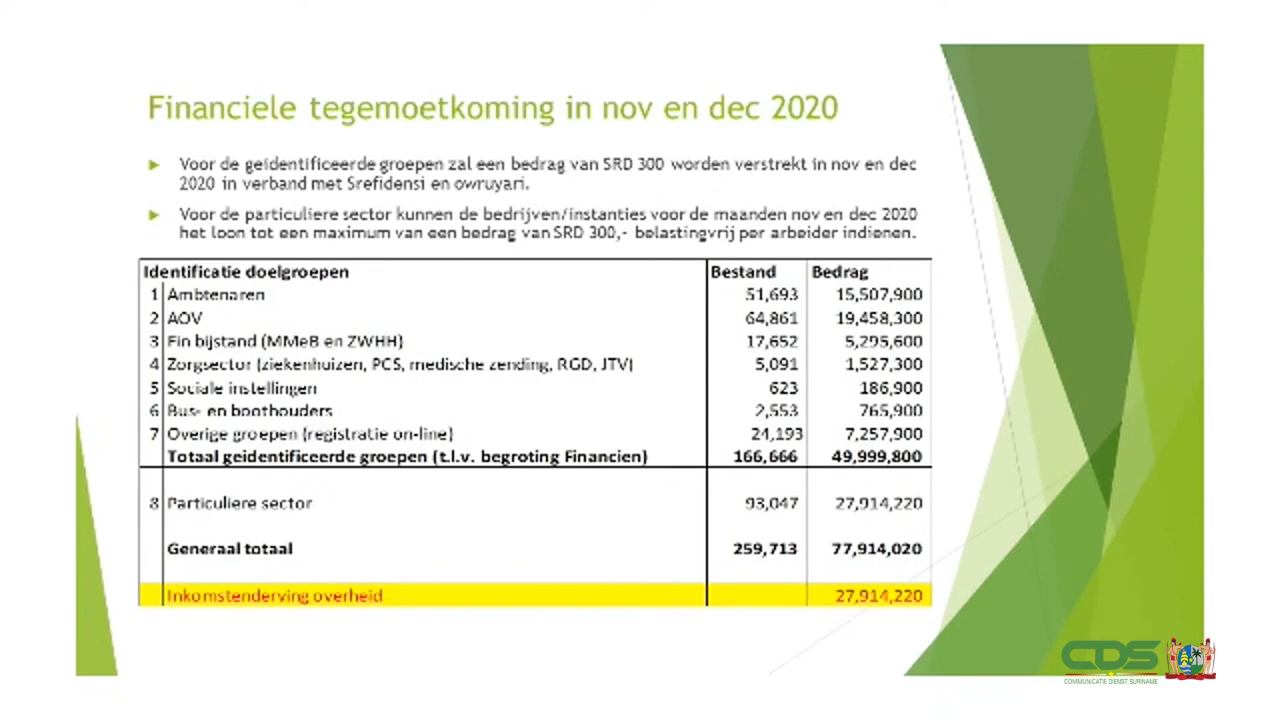 Financiele tegemoetkoming in nov en dec 2020
Voor de geidentificeerde groepen zal een bedrag van SRD 300 worden verstrekt in nov en dec
2020 in verband met Srefidensi en owruyari.
Voor de particuliere sector kunnen de bedrijven/instanties voor de maanden nov en dec 2020
het loon tot een maximum van een bedrag van SRD 300,- belastingvrij per arbeider indienen.
Identificatie doelgroepen Bestand Bedrag
1 Ambtenaren 51,693 15,507,900
2 AOV 64,861 19,458,300
3 Fin bijstand (MMeB en ZWHH) 17,652 5,295,600
4 Zorgsector (ziekenhuizen, PCS, medische zending, RGD, JTV) 5,091 1,527,300
5 Sociale instellingen 623 186,900
6 Bus- en boothouders 2,553 765,900
7 Overige groepen (registratie on-line) 24,193 7,257,900
Totaal geidentificeerde groepen (t.l.v. begroting Financien) 166,666 49,999,800
8 Particuliere sector 93,047 27,914,220
Generaal totaal 259,713 77,914,020
Inkomstenderving overheid 27,914,220
CDS
COMMUNICATIE DIENST SURINAME